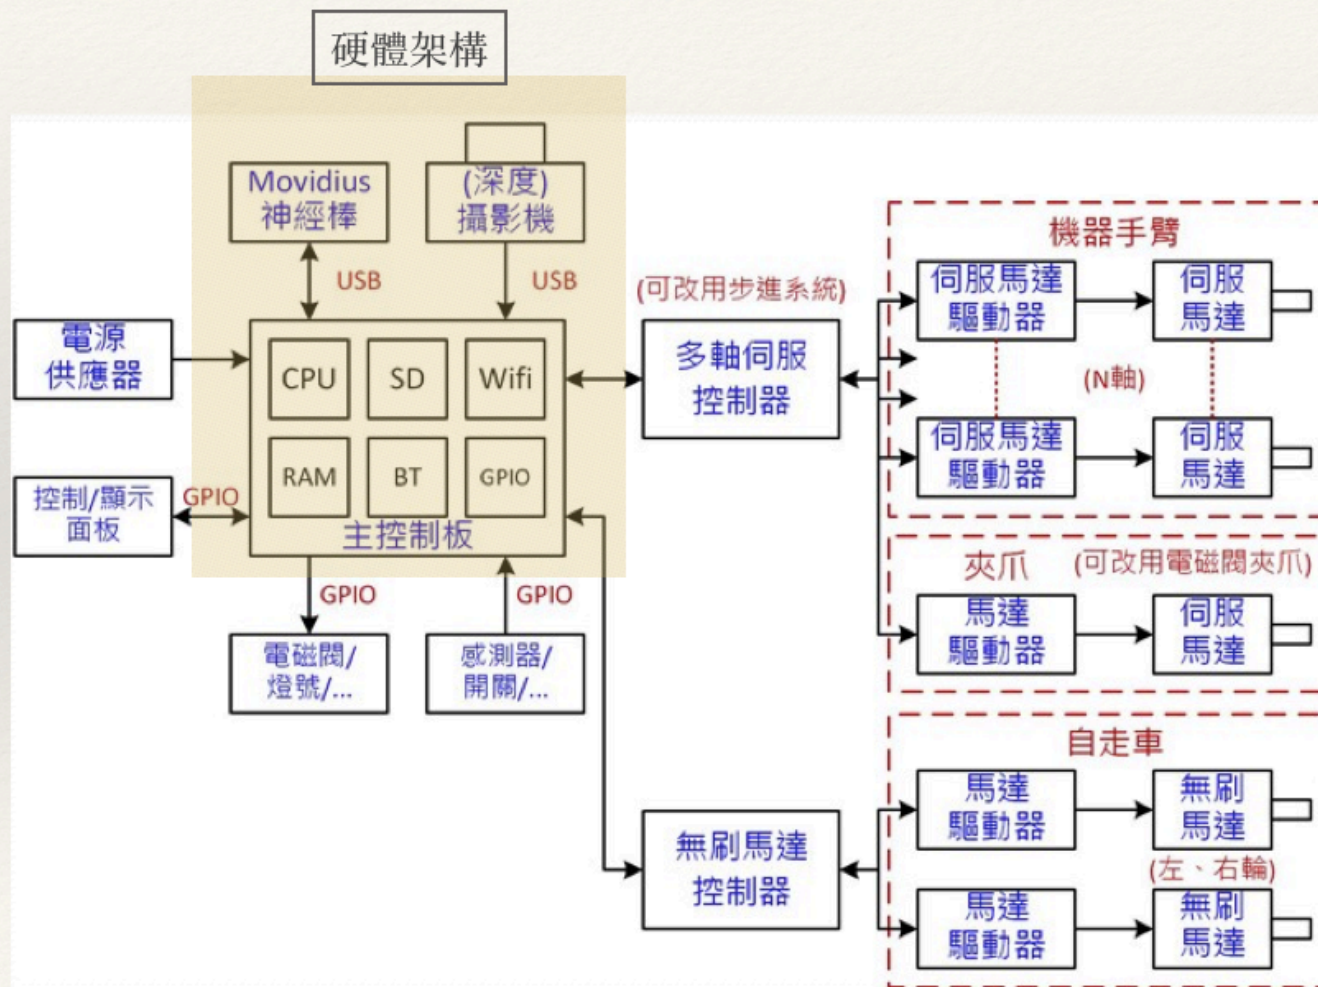 硬體架構
Movidius
神經棒
(深度)
攝影機
USB
USB
電源
供應器
CPU
SD
Wifi
RAM
BT
GPIO
主控制板
控制/顯示
面板
GPIO
GPIO
GPIO
電磁閥/
燈號/...
感測器/
開關/...
(可改用步進系統)
多軸伺服
控制器
無刷馬達
控制器
機器手臂
伺服馬達
驅動器
伺服
馬達
(N軸)
伺服馬達
驅動器
伺服
馬達
夾爪
(可改用電磁閥夾爪)
馬達
驅動器
伺服
馬達
自走車
馬達
驅動器
無刷
馬達
(左、右輪)
馬達
驅動器
無刷
馬達